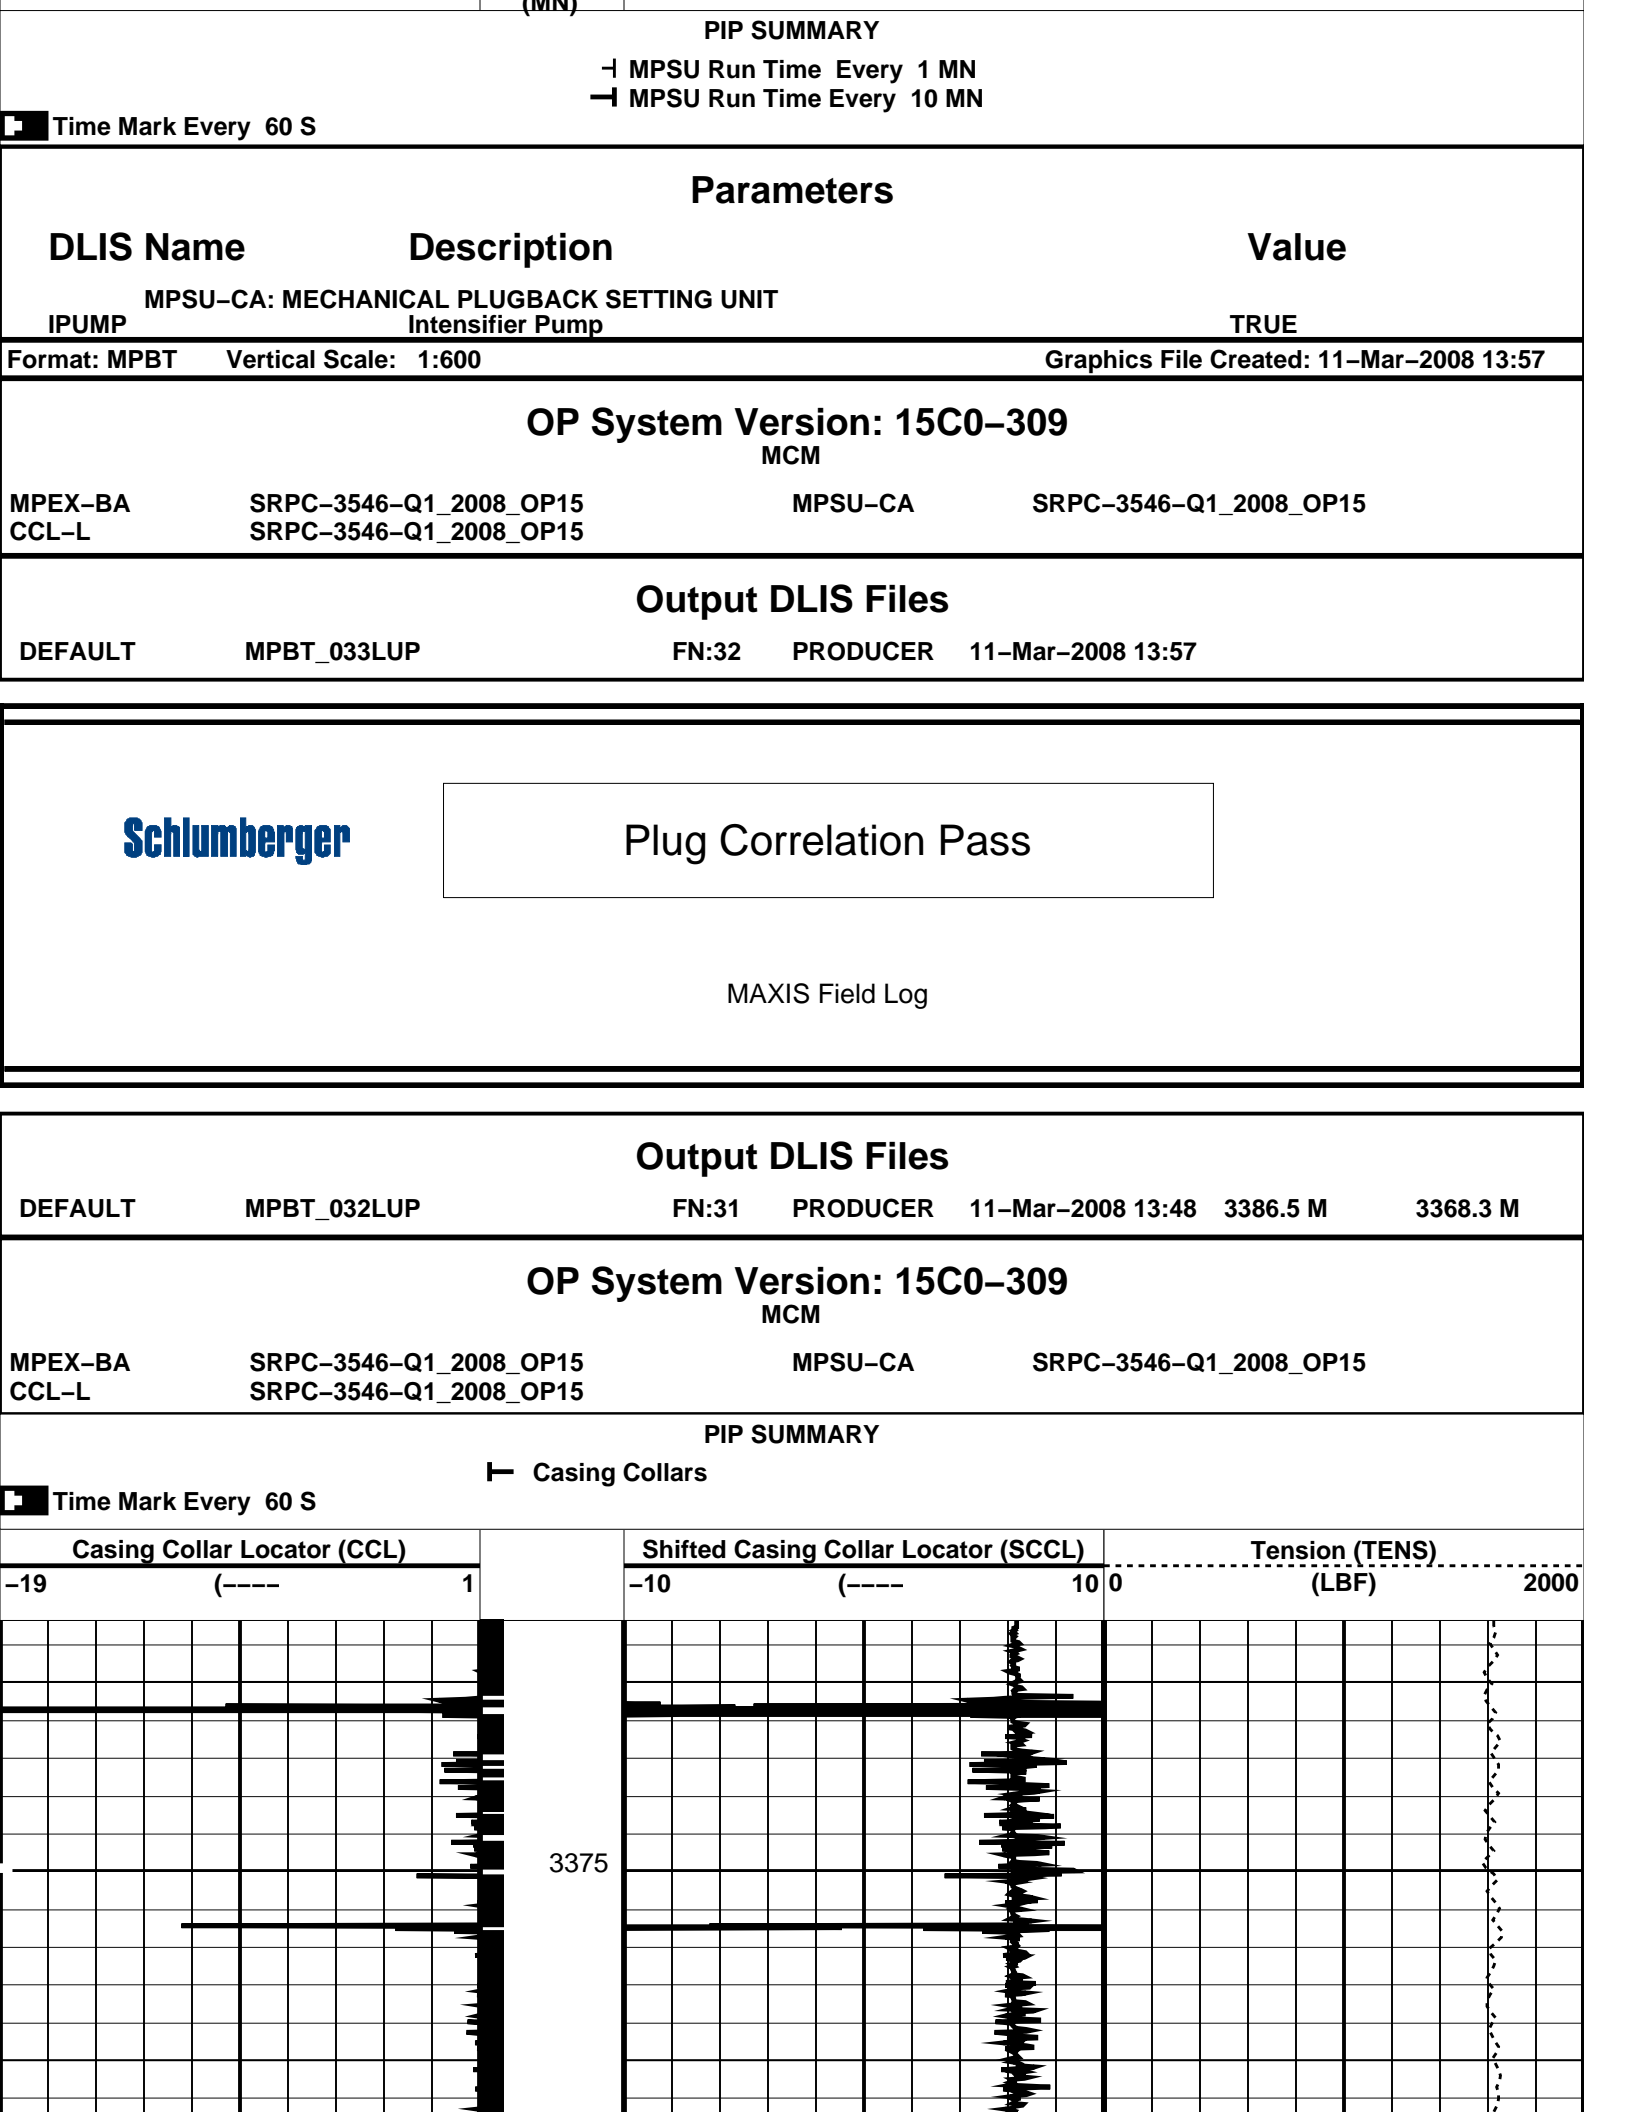 (MN)
PIP SUMMARY
MPSU Run Time Every 1 MN
MPSU Run Time Every 10 MN
Time Mark Every 60 S
Parameters
DLIS Name Description Value
MPSU−CA: MECHANICAL PLUGBACK SETTING UNIT
IPUMP Intensifier Pump TRUE
Format: MPBT Vertical Scale: 1:600 Graphics File Created: 11−Mar−2008 13:57
OP System Version: 15C0−309
MCM
MPEX−BA SRPC−3546−Q1_2008_OP15 MPSU−CA SRPC−3546−Q1_2008_OP15
CCL−L SRPC−3546−Q1_2008_OP15
Output DLIS Files
DEFAULT MPBT_033LUP FN:32 PRODUCER 11−Mar−2008 13:57
Schlumberger
Plug Correlation Pass
MAXIS Field Log
Output DLIS Files
DEFAULT MPBT_032LUP FN:31 PRODUCER 11−Mar−2008 13:48 3386.5 M 3368.3 M
OP System Version: 15C0−309
MCM
MPEX−BA SRPC−3546−Q1_2008_OP15 MPSU−CA SRPC−3546−Q1_2008_OP15
CCL−L SRPC−3546−Q1_2008_OP15
PIP SUMMARY
Casing Collars
Time Mark Every 60 S
Casing Collar Locator (CCL) Shifted Casing Collar Locator (SCCL) Tension (TENS)
−19 (−−−− 1 −10 (−−−− 10 0 (LBF) 2000
3375